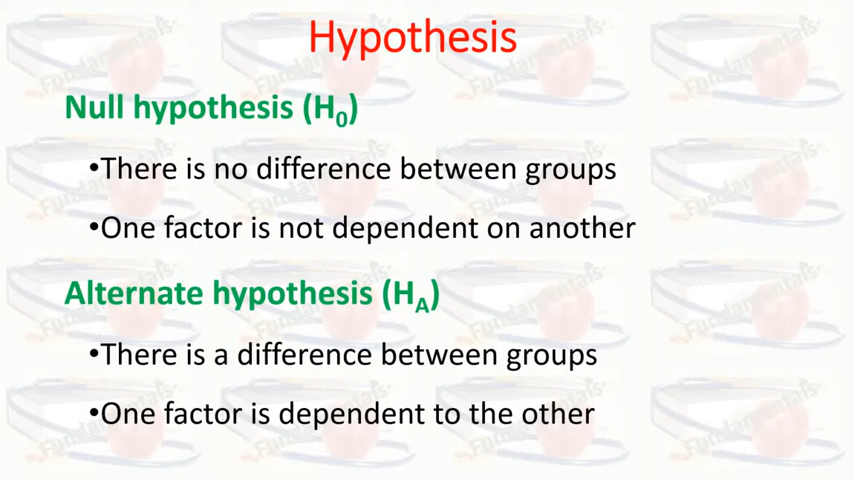 Hypothesis
Null hypothesis (H₀)
•There is no difference between groups
•One factor is not dependent on another
Alternate hypothesis (Hₐ)
•There is a difference between groups
•One factor is dependent to the other